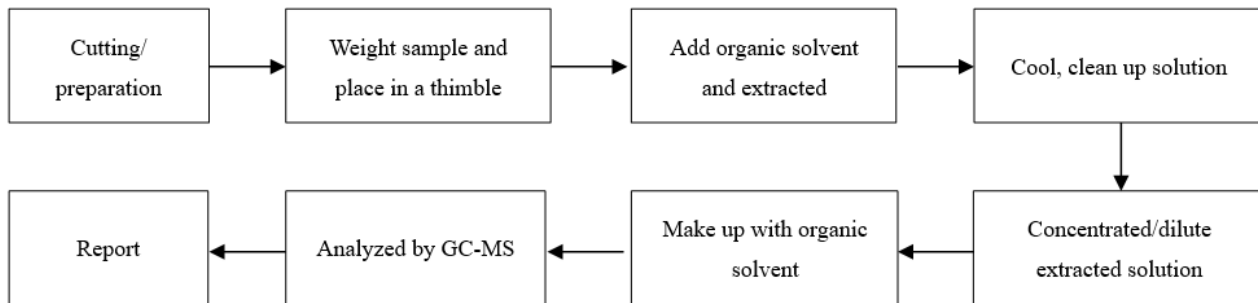 Cutting/
preparation
Weight sample and
place in a thimble
Add organic solvent
and extracted
Cool, clean up solution
Concentrated/dilute
extracted solution
Make up with organic
solvent
Analyzed by GC-MS
Report